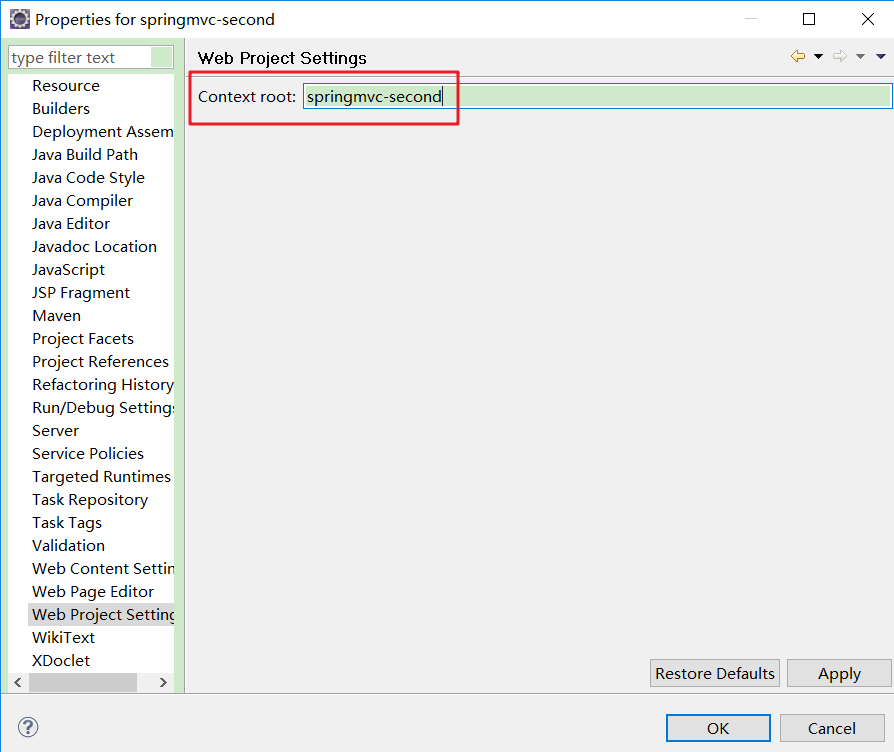 Properties for springmvc-second
type filter text
Resource
Builders
Deployment Assem
Java Build Path
Java Code Style
Java Compiler
Java Editor
Javadoc Location
JavaScript
JSP Fragment
Maven
Project Facets
Project References
Refactoring History
Run/Debug Settings
Server
Service Policies
Targeted Runtimes
Task Repository
Task Tags
Validation
Web Content Settin
Web Page Editor
Web Project Setting
WikiText
XDoclet
Web Project Settings
Context root: springmvc-second
Restore Defaults
Apply
?
OK
Cancel